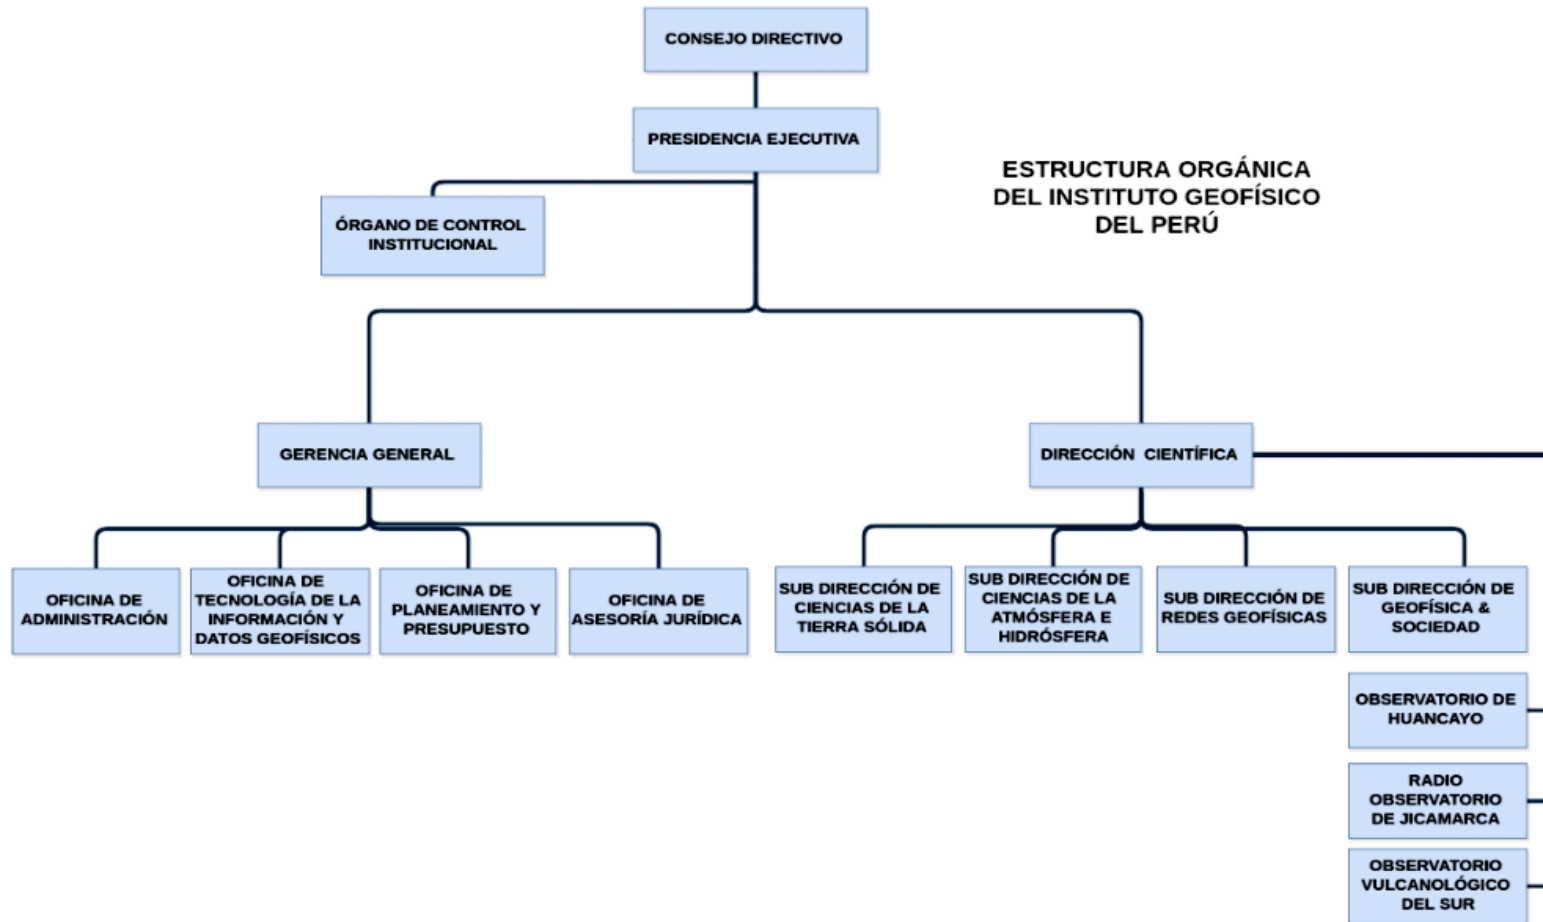 CONSEJO DIRECTIVO
PRESIDENCIA EJECUTIVA
ESTRUCTURA ORGÁNICA
DEL INSTITUTO GEOFÍSICO
DEL PERÚ
ÓRGANO DE CONTROL
INSTITUCIONAL
GERENCIA GENERAL
DIRECCIÓN CIENTÍFICA
OFICINA DE
ADMINISTRACIÓN
OFICINA DE
TECNOLOGÍA DE LA
INFORMACIÓN Y
DATOS GEOFÍSICOS
OFICINA DE
PLANEAMIENTO Y
PRESUPUESTO
OFICINA DE
ASESORÍA JURÍDICA
SUB DIRECCIÓN DE
CIENCIAS DE LA
TIERRA SÓLIDA
SUB DIRECCIÓN DE
CIENCIAS DE LA
ATMÓSFERA E
HIDRÓSFERA
SUB DIRECCIÓN DE
REDES GEOFÍSICAS
SUB DIRECCIÓN DE
GEOFÍSICA &
SOCIEDAD
OBSERVATORIO DE
HUANCAYO
RADIO
OBSERVATORIO
DE JICAMARCA
OBSERVATORIO
VULCANOLÓGICO
DEL SUR